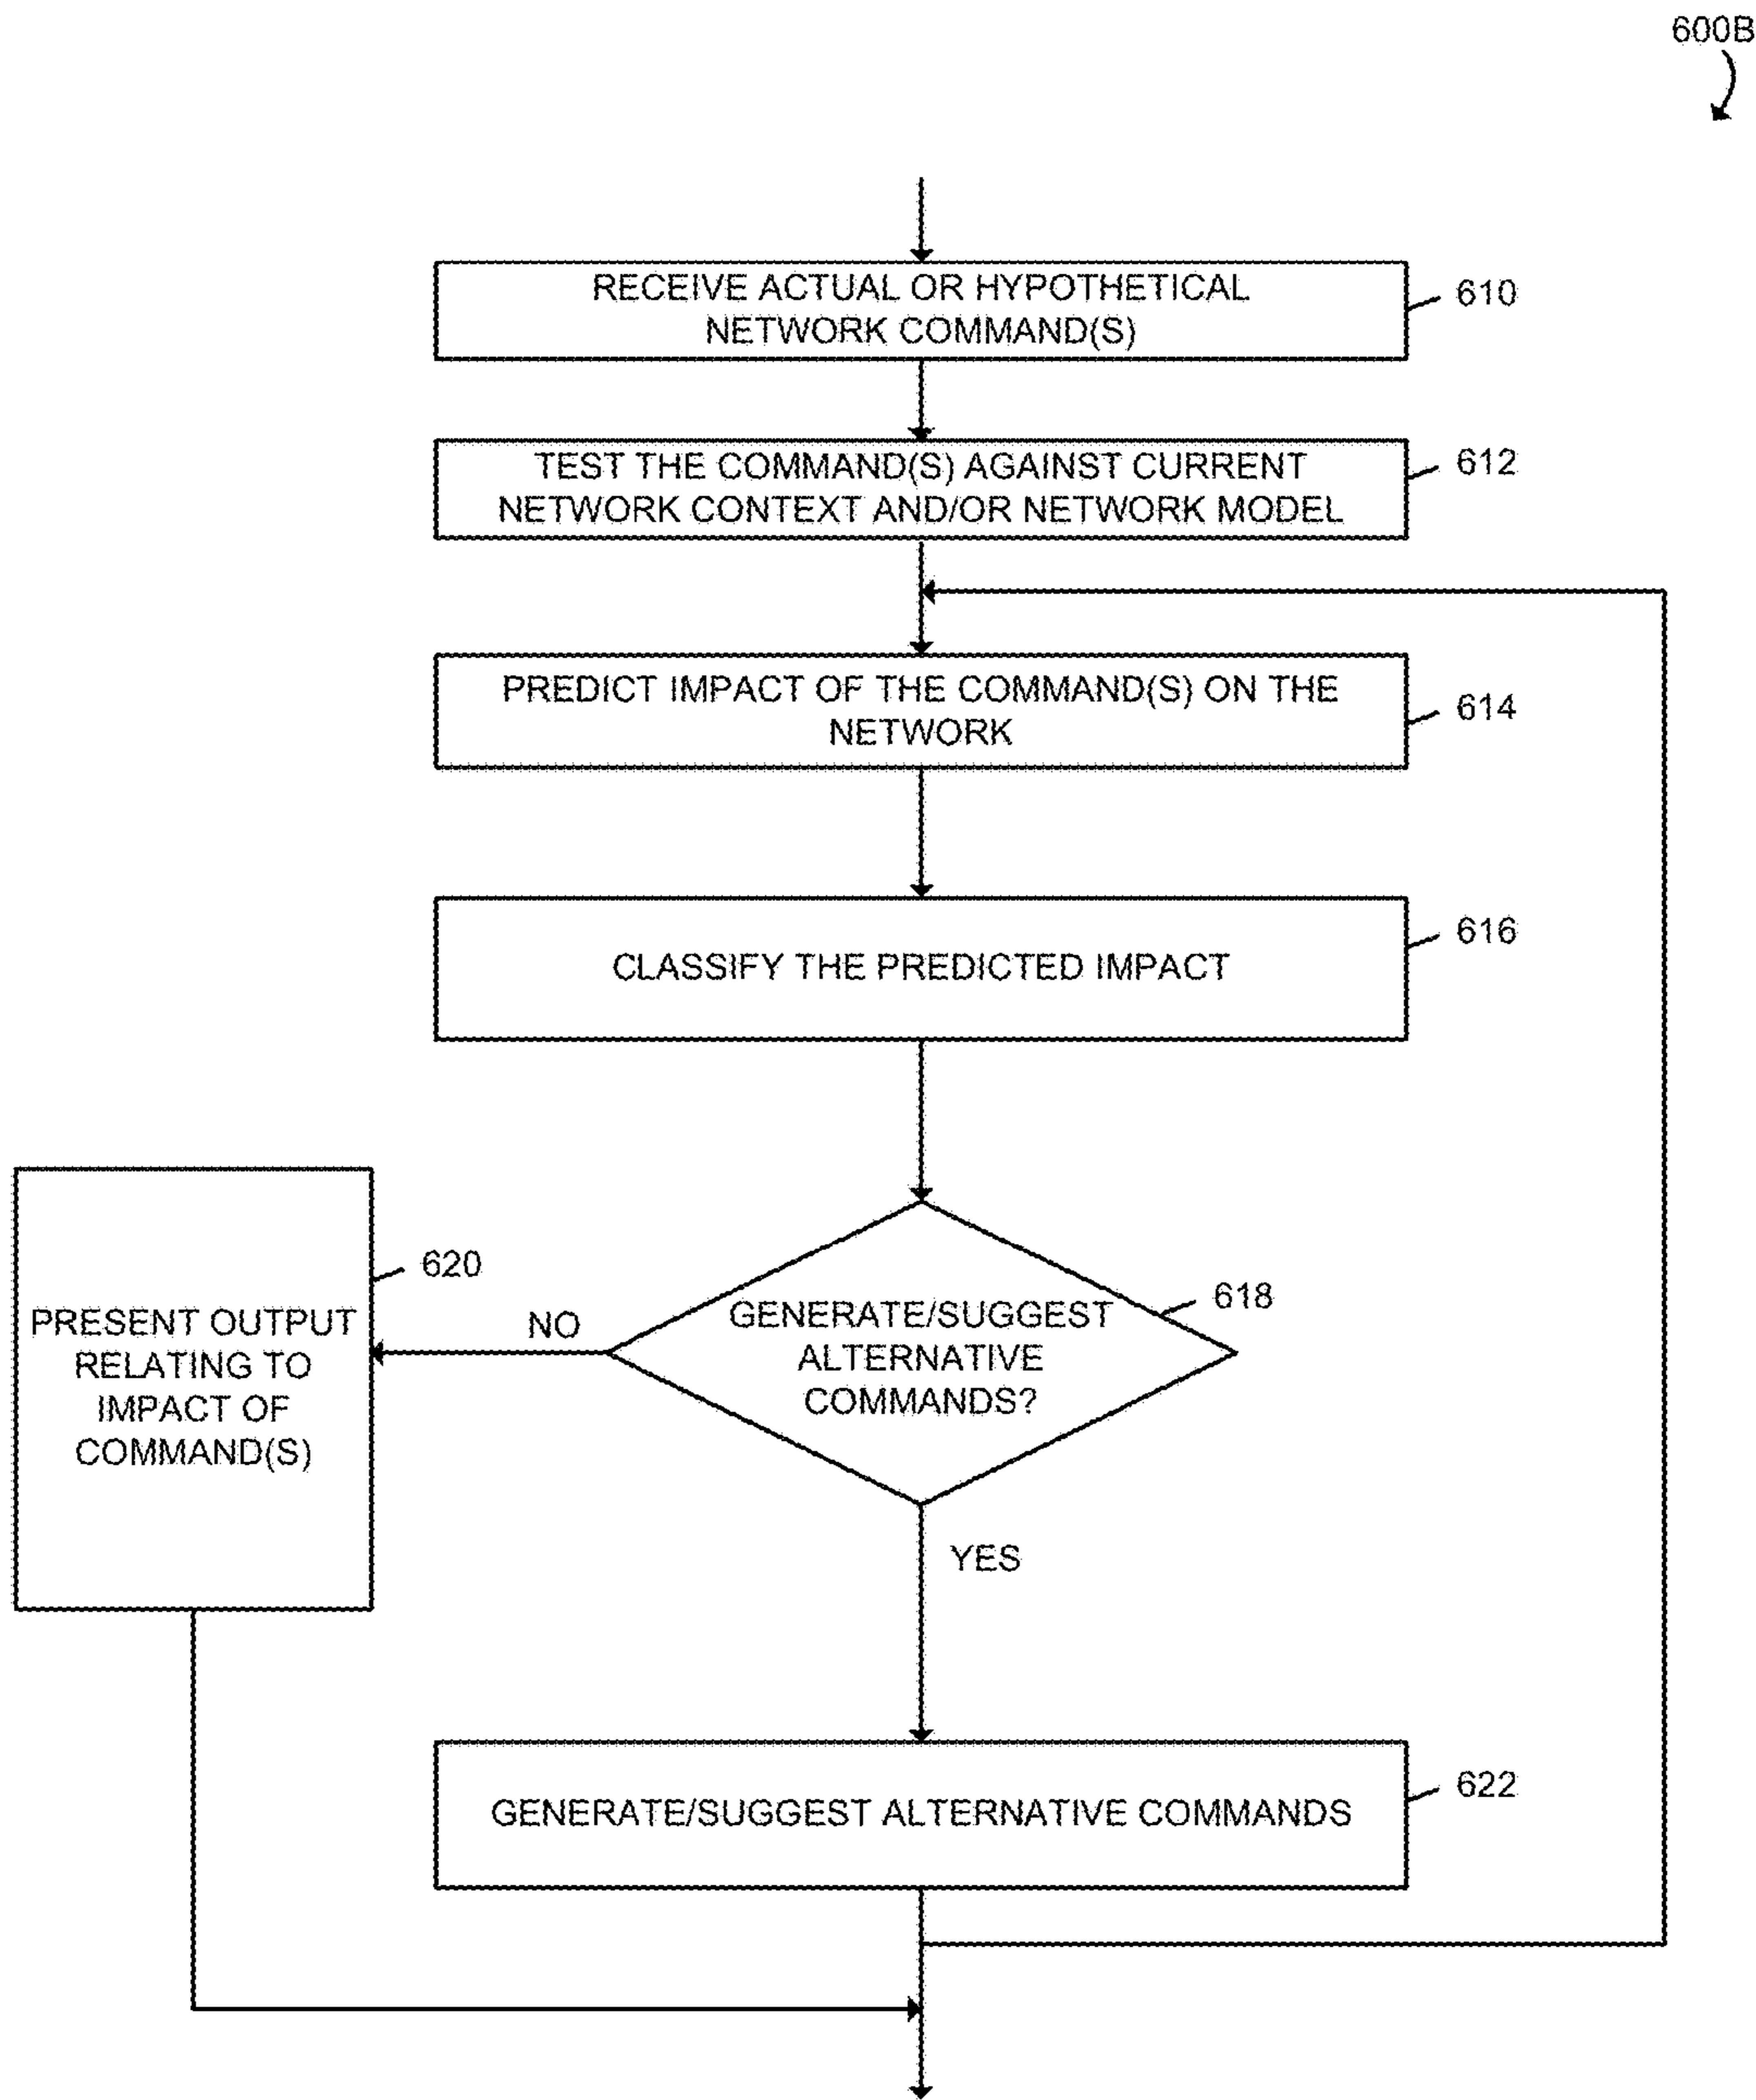 600B
RECEIVE ACTUAL OR HYPOTHETICAL
NETWORK COMMAND(S)
610
TEST THE COMMAND(S) AGAINST CURRENT
NETWORK CONTEXT AND/OR NETWORK MODEL
612
PREDICT IMPACT OF THE COMMAND(S) ON THE
NETWORK
614
CLASSIFY THE PREDICTED IMPACT
616
PRESENT OUTPUT
RELATING TO
IMPACT OF
COMMAND(S)
620
NO
GENERATE/SUGGEST
ALTERNATIVE
COMMANDS?
618
YES
GENERATE/SUGGEST ALTERNATIVE COMMANDS
622